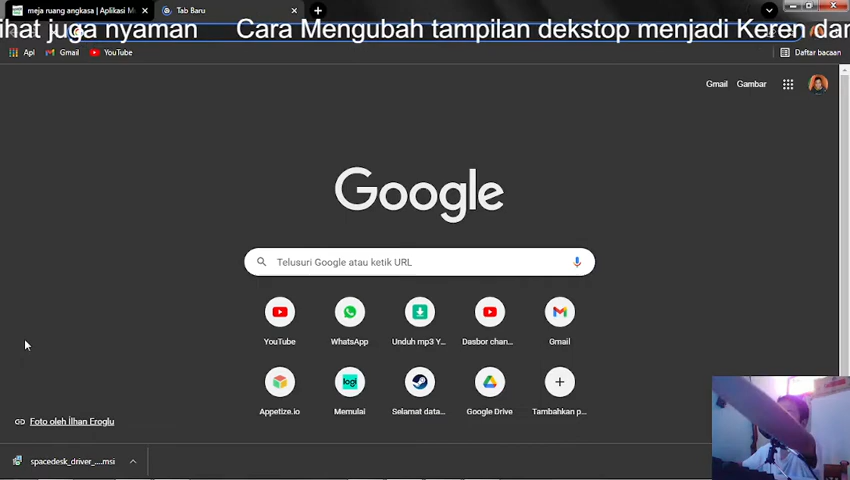 meja ruang angkasa | Aplikasi M
Tab Baru
ihat juga nyaman Cara Mengubah tampilan dekstop menjadi Keren dan
Apl
Gmail
YouTube
Daftar bacaan
Gmail
Gambar
Google
Telusuri Google atau ketik URL
YouTube
WhatsApp
Unduh mp3 Y...
Dasbor chan...
Gmail
logi
Appetize.io
Memulai
Selamat data...
Google Drive
Tambahkan p...
Foto oleh İlhan Eroglu
spacedesk_driver_....msi